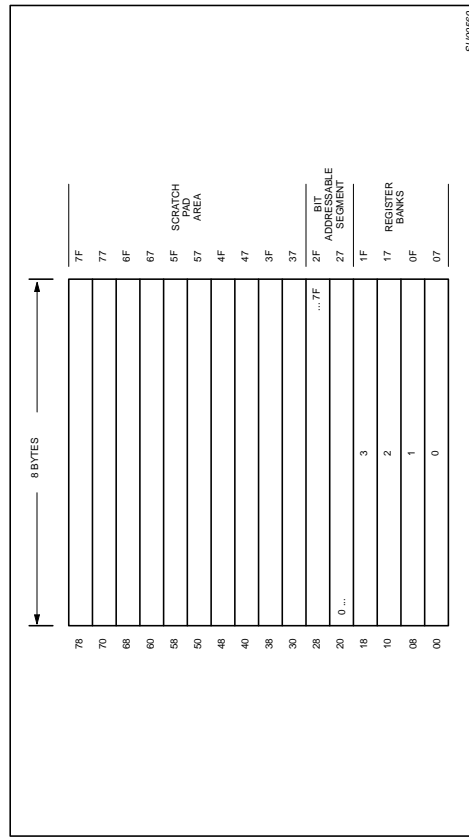 8 BYTES
78 7F
70 77
68 6F
60 67
58 5F
50 57
48 4F
40 47
38 3F
30 37
SCRATCH
PAD
AREA
28 ... 7F 2F
20 0 ... 27
BIT
ADDRESSABLE
SEGMENT
18 3 1F
10 2 17
08 1 0F
00 0 07
REGISTER
BANKS